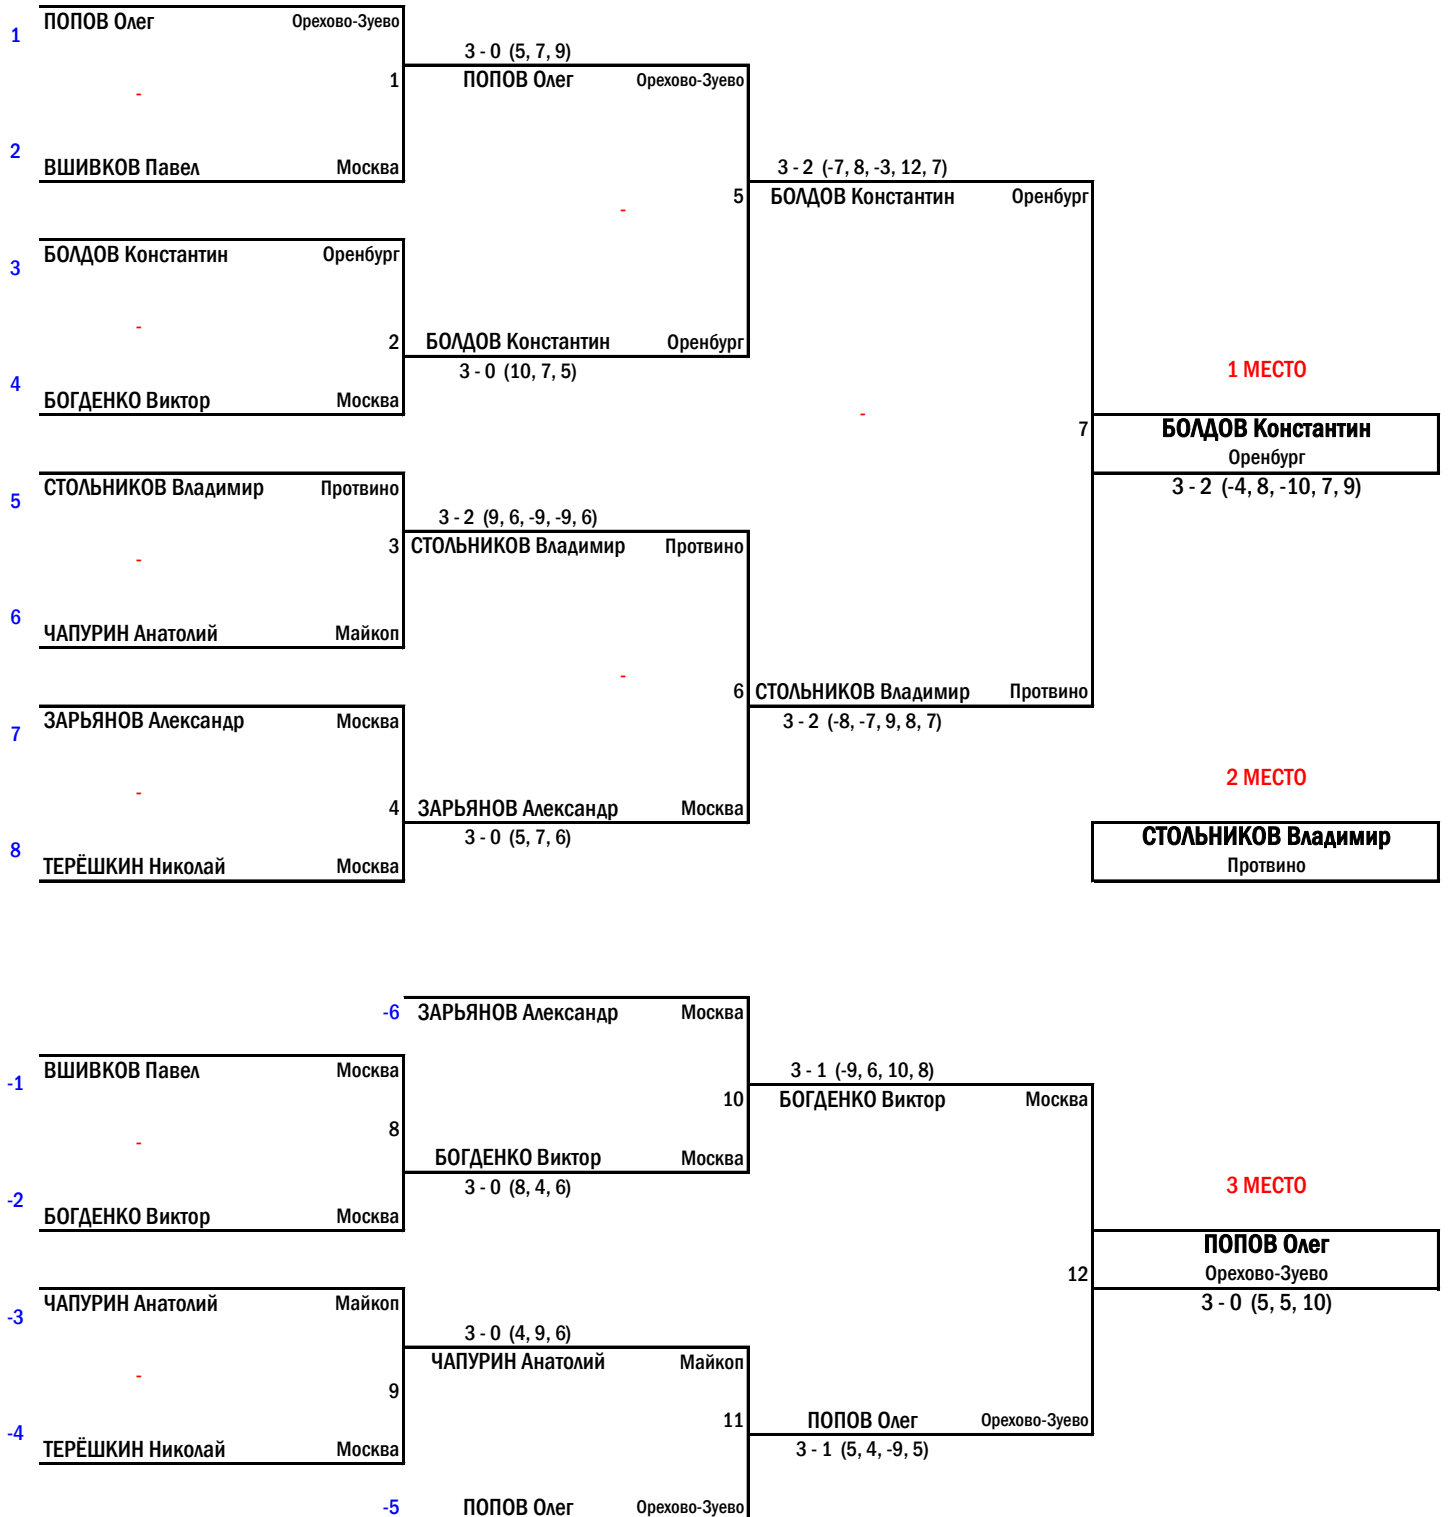 1 ПОПОВ Олег Орехово-Зуево
3 - 0 (5, 7, 9)
- 1 ПОПОВ Олег Орехово-Зуево
2 ВШИВКОВ Павел Москва
3 - 2 (-7, 8, -3, 12, 7)
- 5 БОЛДОВ Константин Оренбург
3 БОЛДОВ Константин Оренбург
- 2 БОЛДОВ Константин Оренбург
3 - 0 (10, 7, 5)
1 МЕСТО
4 БОГДЕНКО Виктор Москва
- 7 БОЛДОВ Константин
Оренбург
3 - 2 (-4, 8, -10, 7, 9)
5 СТОЛЬНИКОВ Владимир Протвино
3 - 2 (9, 6, -9, -9, 6)
- 3 СТОЛЬНИКОВ Владимир Протвино
6 ЧАПУРИН Анатолий Майкоп
- 6 СТОЛЬНИКОВ Владимир Протвино
3 - 2 (-8, -7, 9, 8, 7)
7 ЗАРЬЯНОВ Александр Москва
2 МЕСТО
- 4 ЗАРЬЯНОВ Александр Москва
3 - 0 (5, 7, 6)
СТОЛЬНИКОВ Владимир
Протвино
8 ТЕРЁШКИН Николай Москва
-6 ЗАРЬЯНОВ Александр Москва
-1 ВШИВКОВ Павел Москва
3 - 1 (-9, 6, 10, 8)
10 БОГДЕНКО Виктор Москва
- 8
БОГДЕНКО Виктор Москва
3 - 0 (8, 4, 6)
3 МЕСТО
-2 БОГДЕНКО Виктор Москва
ПОПОВ Олег
12 Орехово-Зуево
3 - 0 (5, 5, 10)
-3 ЧАПУРИН Анатолий Майкоп
3 - 0 (4, 9, 6)
ЧАПУРИН Анатолий Майкоп
- 9
11 ПОПОВ Олег Орехово-Зуево
3 - 1 (5, 4, -9, 5)
-4 ТЕРЁШКИН Николай Москва
-5 ПОПОВ Олег Орехово-Зуево